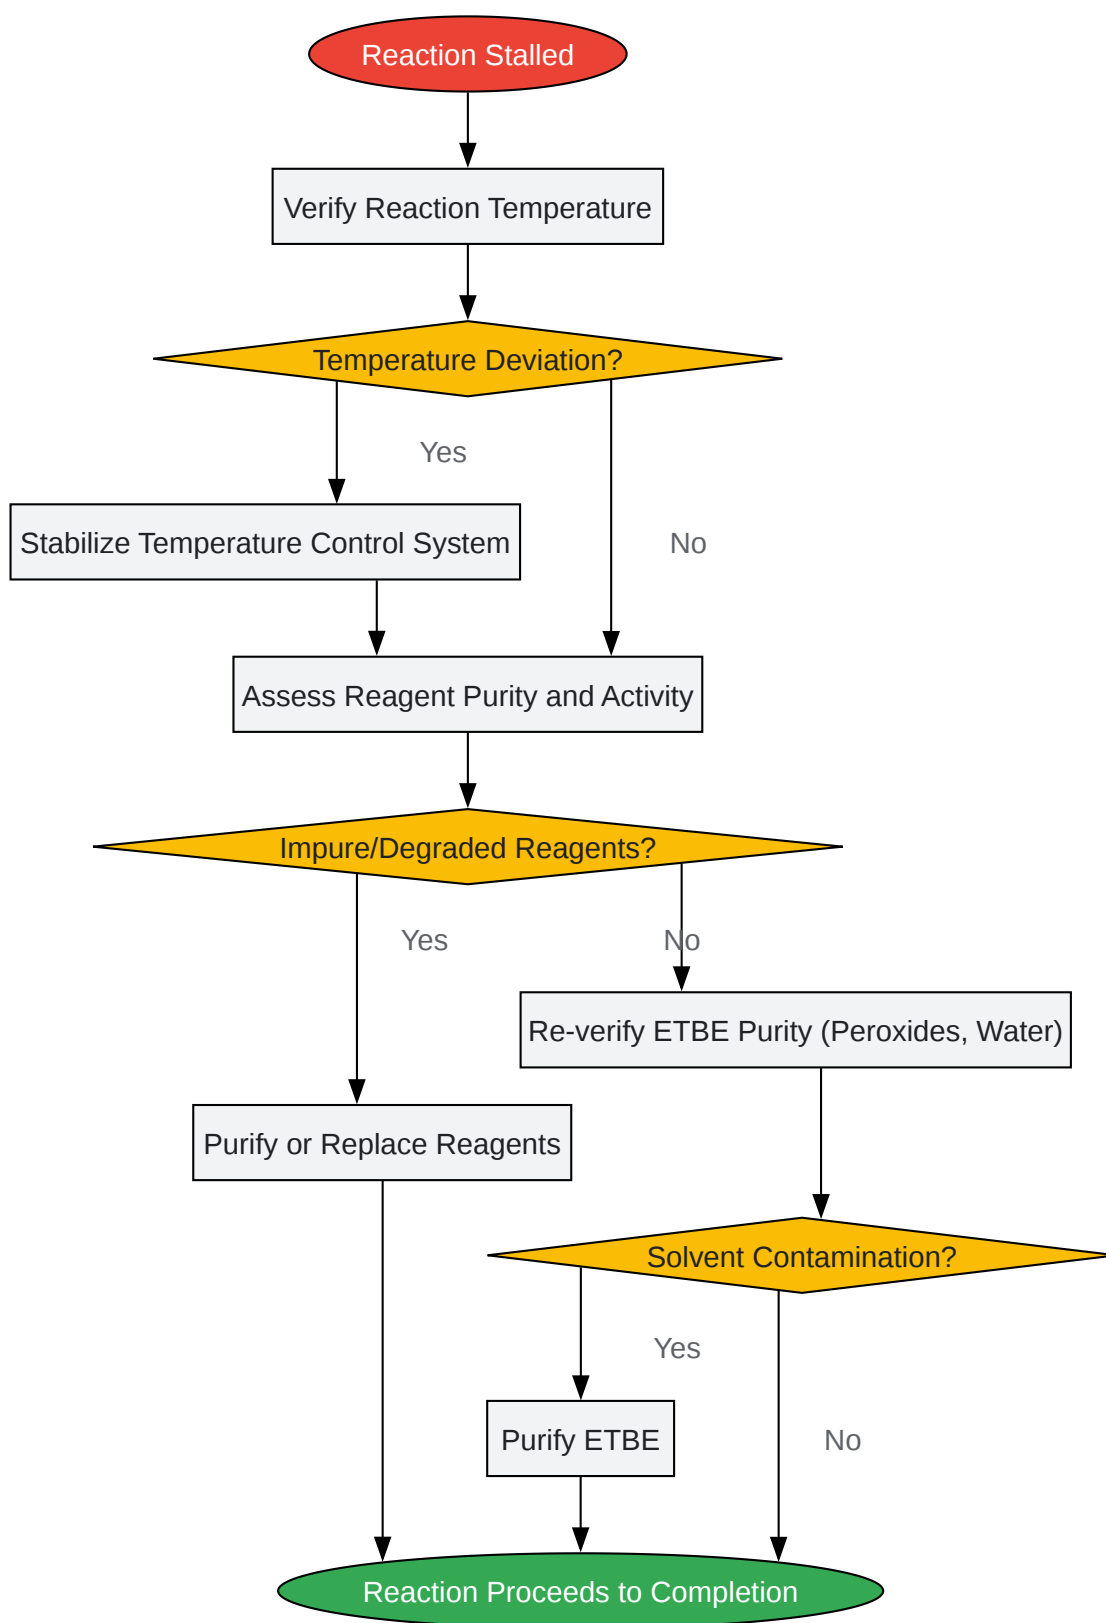 Reaction Stalled
Verify Reaction Temperature
Temperature Deviation?
Yes
Stabilize Temperature Control System
No
Assess Reagent Purity and Activity
Impure/Degraded Reagents?
Yes
No
Re-verify ETBE Purity (Peroxides, Water)
Purify or Replace Reagents
Solvent Contamination?
Yes
Purify ETBE
No
Reaction Proceeds to Completion